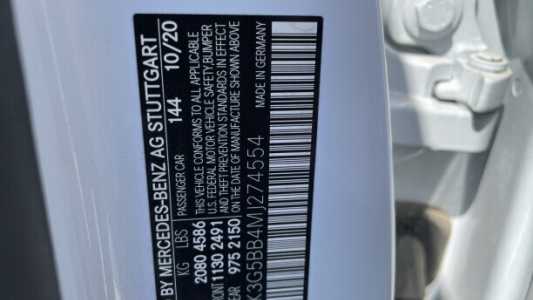 BY MERCEDES-BENZ AG STUTTGART
144 10/20
PASSENGER CAR
THIS VEHICLE CONFORMS TO ALL APPLICABLE
U.S. FEDERAL MOTOR VEHICLE SAFETY, BUMPER
AND THEFT PREVENTION STANDARDS IN EFFECT
ON THE DATE OF MANUFACTURE SHOWN ABOVE
MADE IN GERMANY
KG LBS
2080 4586
1130 2491
975 2150
K3G5BB4M 274554